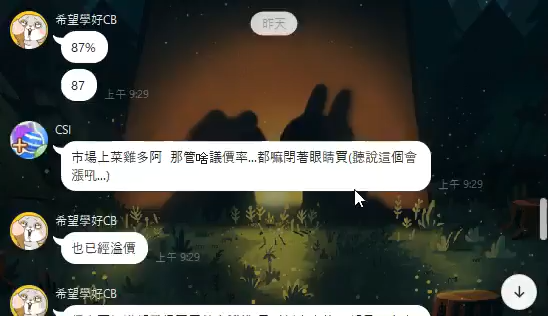 昨天
希望學好CB
87%
87
上午 9:29
CSI
市場上菜雞多阿  那管啥議價率...都嘛閉著眼睛買(聽說這個會
漲吼...)
上午 9:29
希望學好CB
也已經溢價
上午 9:29
希望學好CB